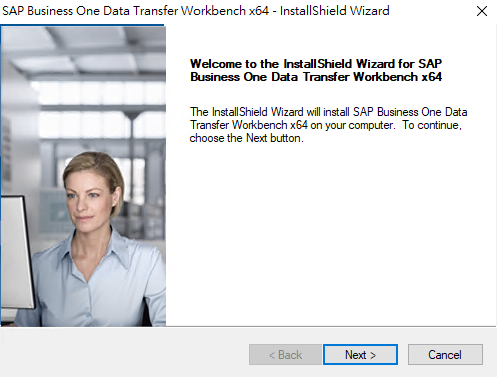 SAP Business One Data Transfer Workbench x64 - InstallShield Wizard
Welcome to the InstallShield Wizard for SAP
Business One Data Transfer Workbench x64
The InstallShield Wizard will install SAP Business One Data
Transfer Workbench x64 on your computer.  To continue,
choose the Next button.
< Back
Next >
Cancel